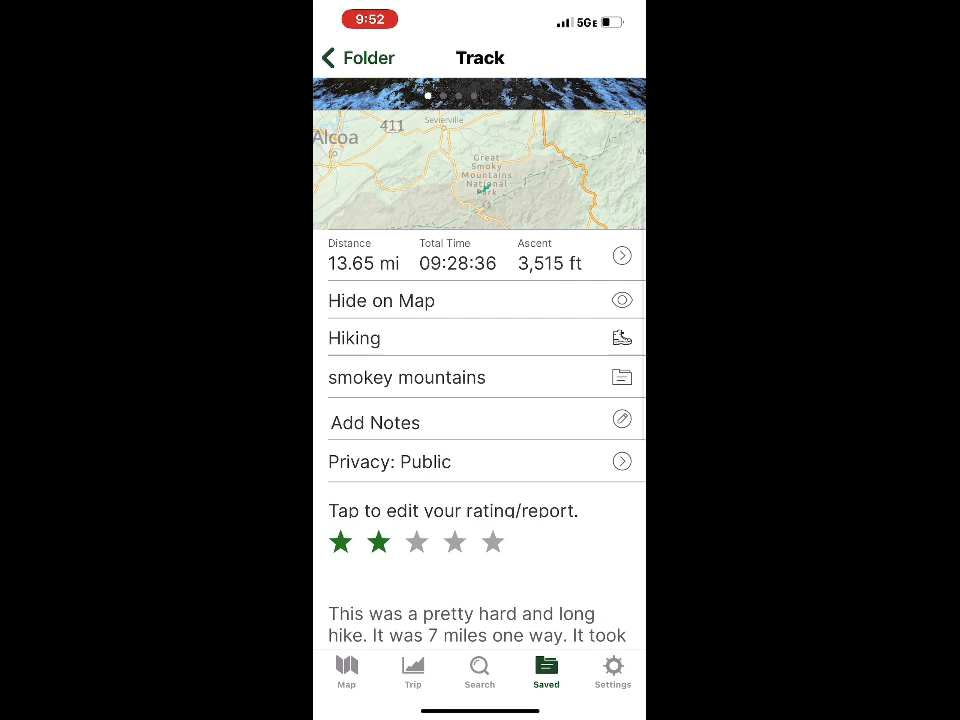 9:52
5GE
Folder
Track
411
Sevierville
Alcoa
Great
Smoky
Mountains
National
Park
Distance
Total Time
Ascent
13.65 mi
09:28:36
3,515 ft
Hide on Map
Hiking
smokey mountains
Add Notes
Privacy: Public
Tap to edit your rating/report.
This was a pretty hard and long
hike. It was 7 miles one way. It took
Map
Trip
Search
Saved
Settings